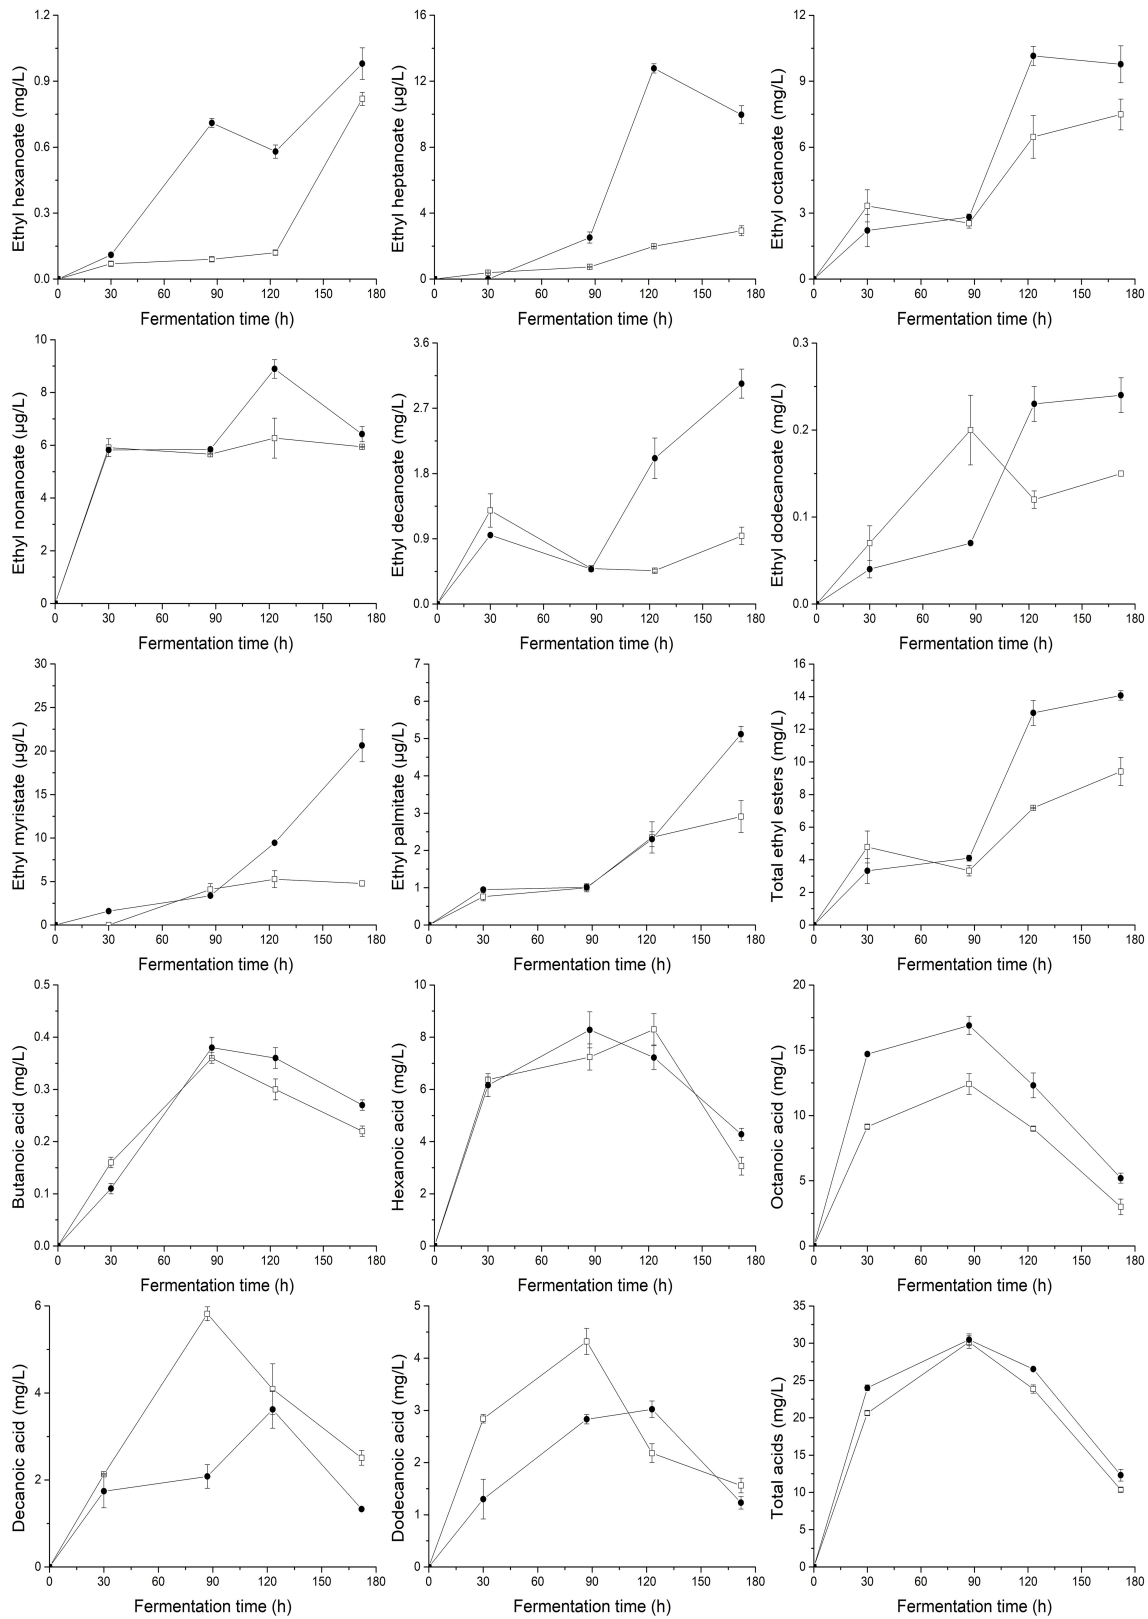 Ethyl hexanoate (mg/L)
1.2
0.9
0.6
0.3
0.0
0 30 60 90 120 150 180
Fermentation time (h)
Ethyl heptanoate (µg/L)
16
12
8
4
0
0 30 60 90 120 150 180
Fermentation time (h)
Ethyl octanoate (mg/L)
12
9
6
3
0
0 30 60 90 120 150 180
Fermentation time (h)
Ethyl nonanoate (µg/L)
10
8
6
4
2
0
0 30 60 90 120 150 180
Fermentation time (h)
Ethyl decanoate (mg/L)
3.6
2.7
1.8
0.9
0.0
0 30 60 90 120 150 180
Fermentation time (h)
Ethyl dodecanoate (mg/L)
0.3
0.2
0.1
0.0
0 30 60 90 120 150 180
Fermentation time (h)
Ethyl myristate (µg/L)
30
25
20
15
10
5
0
0 30 60 90 120 150 180
Fermentation time (h)
Ethyl palmitate (µg/L)
7
6
5
4
3
2
1
0
0 30 60 90 120 150 180
Fermentation time (h)
Total ethyl esters (mg/L)
16
14
12
10
8
6
4
2
0
0 30 60 90 120 150 180
Fermentation time (h)
Butanoic acid (mg/L)
0.5
0.4
0.3
0.2
0.1
0.0
0 30 60 90 120 150 180
Fermentation time (h)
Hexanoic acid (mg/L)
10
8
6
4
2
0
0 30 60 90 120 150 180
Fermentation time (h)
Octanoic acid (mg/L)
20
15
10
5
0
0 30 60 90 120 150 180
Fermentation time (h)
Decanoic acid (mg/L)
6
4
2
0
0 30 60 90 120 150 180
Fermentation time (h)
Dodecanoic acid (mg/L)
5
4
3
2
1
0
0 30 60 90 120 150 180
Fermentation time (h)
Total acids (mg/L)
35
30
25
20
15
10
5
0
0 30 60 90 120 150 180
Fermentation time (h)